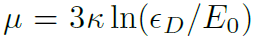 μ = 3κ ln(ϵ_D/E_0)